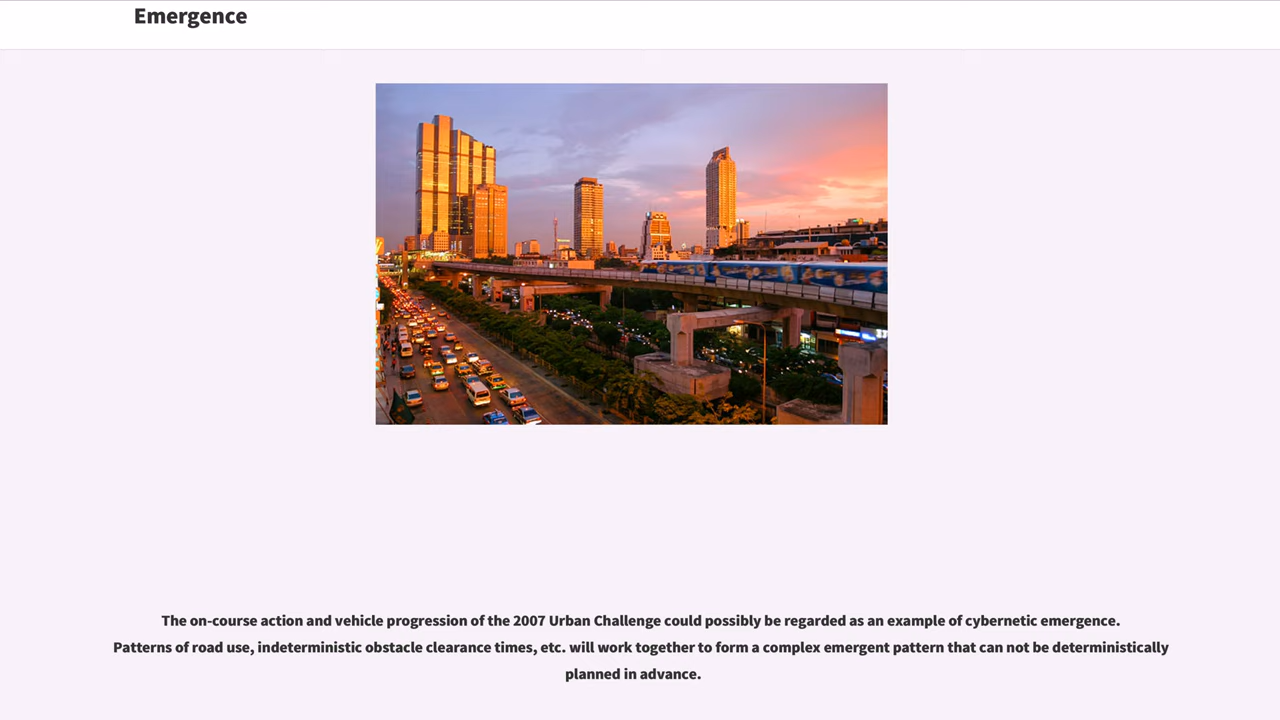 Emergence
The on-course action and vehicle progression of the 2007 Urban Challenge could possibly be regarded as an example of cybernetic emergence.
Patterns of road use, indeterministic obstacle clearance times, etc. will work together to form a complex emergent pattern that can not be deterministically
planned in advance.